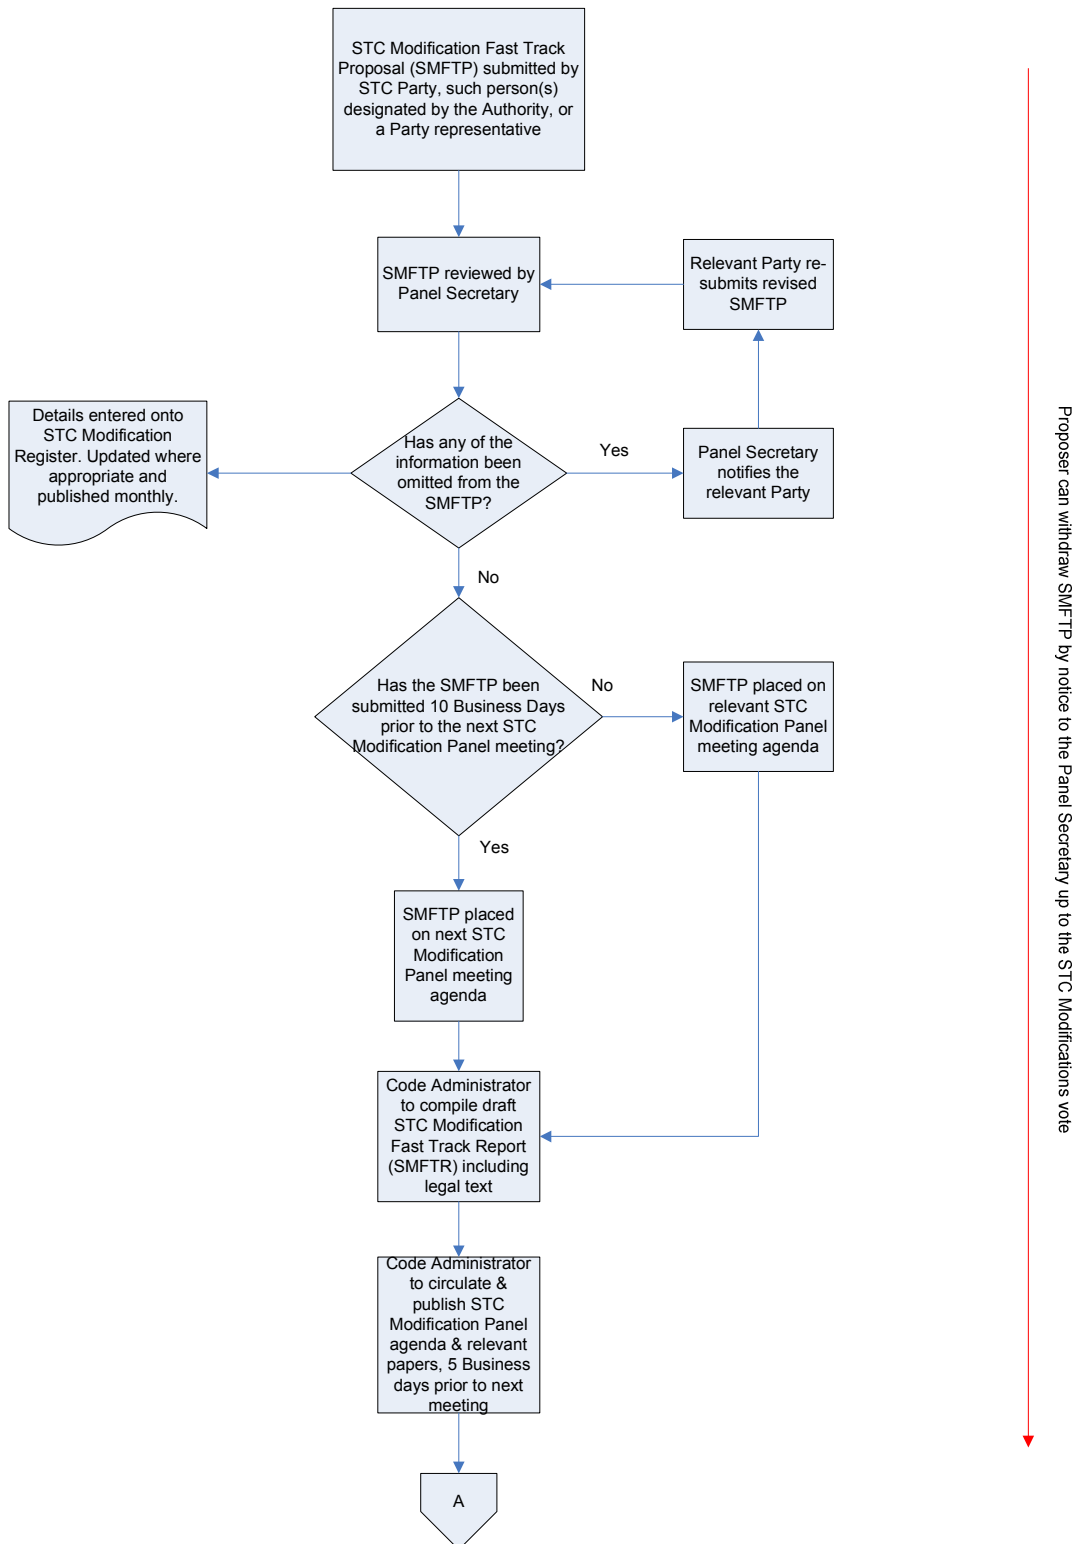 STC Modification Fast Track
Proposal (SMFTP) submitted by
STC Party, such person(s)
designated by the Authority, or
a Party representative
SMFTP reviewed by
Panel Secretary
Relevant Party re-
submits revised
SMFTP
Details entered onto
STC Modification
Register. Updated where
appropriate and
published monthly.
Has any of the
information been
omitted from the
SMFTP?
Yes
Panel Secretary
notifies the
relevant Party
No
Has the SMFTP been
submitted 10 Business Days
prior to the next STC
Modification Panel meeting?
No
SMFTP placed on
relevant STC
Modification Panel
meeting agenda
Yes
SMFTP placed
on next STC
Modification
Panel meeting
agenda
Code Administrator
to compile draft
STC Modification
Fast Track Report
(SMFTR) including
legal text
Code Administrator
to circulate &
publish STC
Modification Panel
agenda & relevant
papers, 5 Business
days prior to next
meeting
A
Proposer can withdraw SMFTP by notice to the Panel Secretary up to the STC Modifications vote